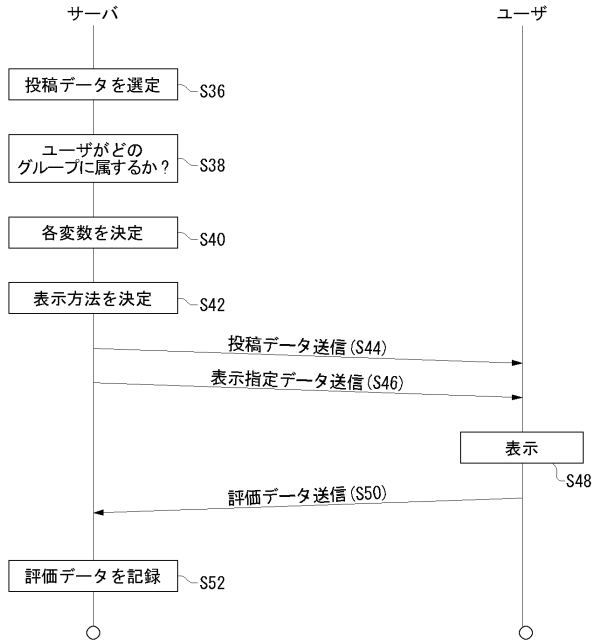 サーバ
ユーザ
投稿データを選定
S36
ユーザがどの
グループに属するか？
S38
各変数を決定
S40
表示方法を決定
S42
投稿データ送信(S44)
表示指定データ送信(S46)
表示
S48
評価データ送信(S50)
評価データを記録
S52